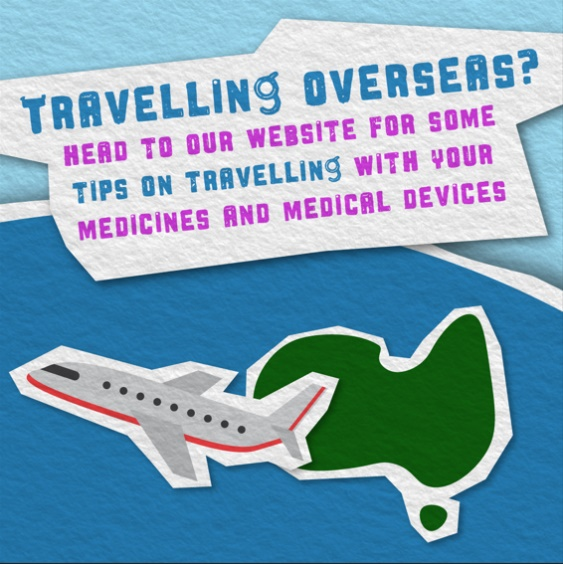 TRAVELLING OVERSEAS?
HEAD TO OUR WEBSITE FOR SOME
TIPS ON TRAVELLING WITH YOUR
MEDICINES AND MEDICAL DEVICES